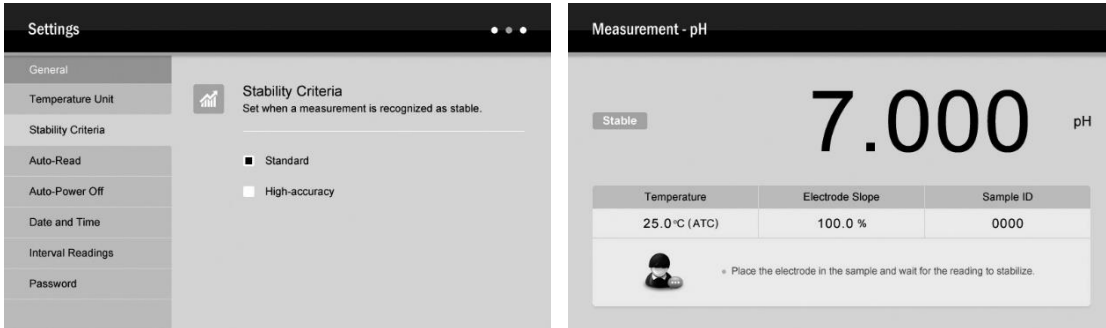 Settings
General
Temperature Unit
Stability Criteria
Auto-Read
Auto-Power Off
Date and Time
Interval Readings
Password
Stability Criteria
Set when a measurement is recognized as stable.
Standard
High-accuracy
Measurement - pH
Stable
7.000 pH
Temperature Electrode Slope Sample ID
25.0°C (ATC) 100.0 % 0000
Place the electrode in the sample and wait for the reading to stabilize.